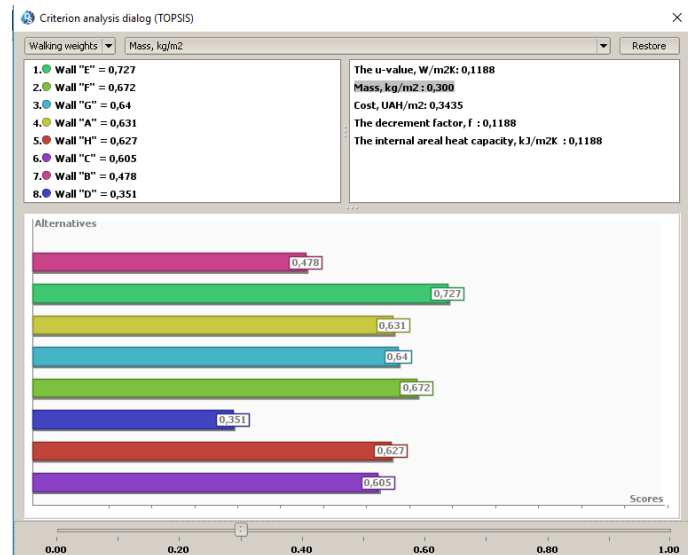 Criterion analysis dialog (TOPSIS)
Walking weights
Mass, kg/m2
Restore
1. Wall "E" = 0,727
2. Wall "F" = 0,672
3. Wall "G" = 0,64
4. Wall "A" = 0,631
5. Wall "H" = 0,627
6. Wall "C" = 0,605
7. Wall "B" = 0,478
8. Wall "D" = 0,351
The u-value, W/m2K: 0,1188
Mass, kg/m2 : 0,300
Cost, UAH/m2: 0,3435
The decrement factor, f : 0,1188
The internal areal heat capacity, kJ/m2K : 0,1188
Alternatives
0,478
0,727
0,631
0,64
0,672
0,351
0,627
0,605
Scores
0.00 0.20 0.40 0.60 0.80 1.00